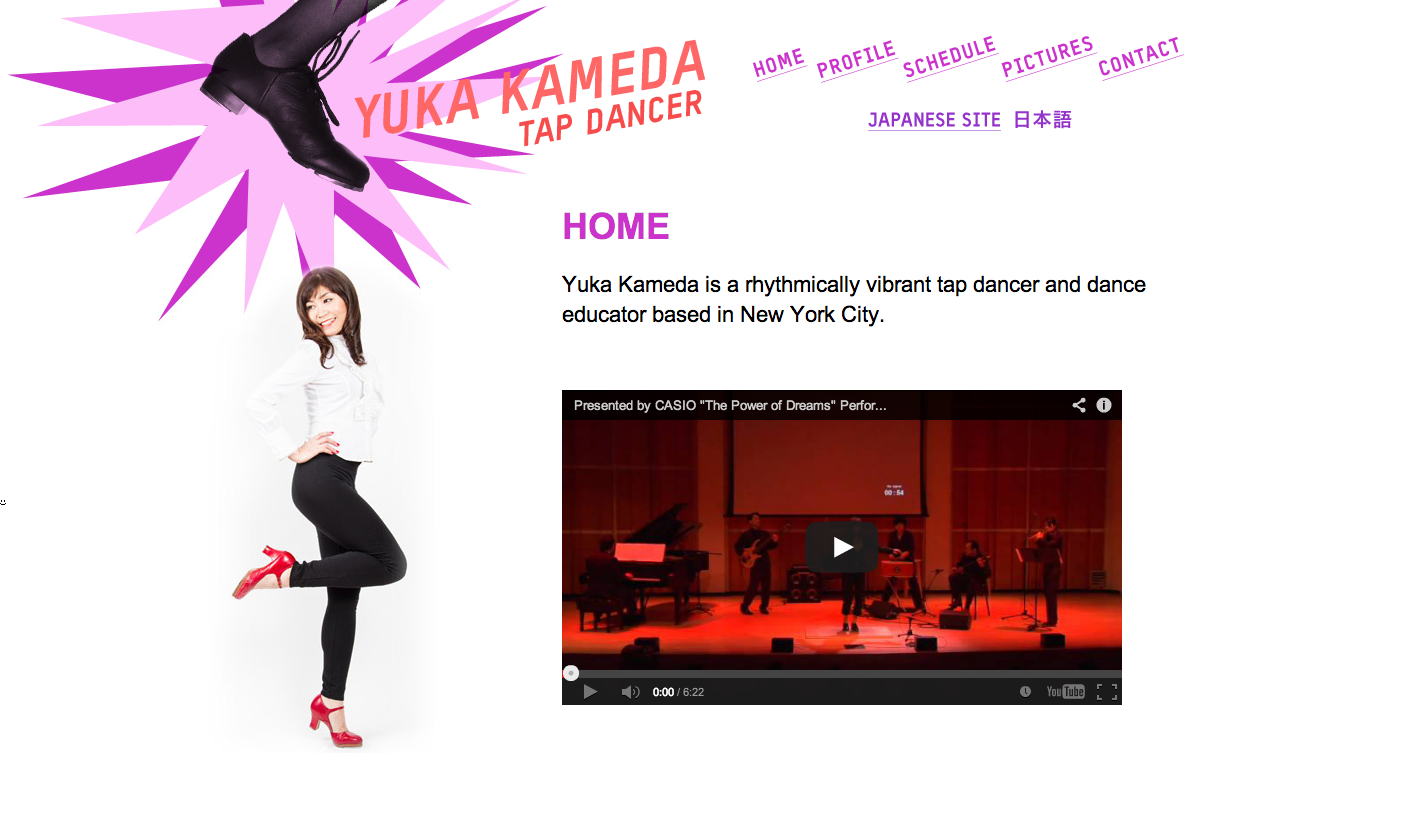 YUKA KAMEDA
TAP DANCER
HOME PROFILE SCHEDULE PICTURES CONTACT
JAPANESE SITE 日本語
HOME
Yuka Kameda is a rhythmically vibrant tap dancer and dance
educator based in New York City.
Presented by CASIO "The Power of Dreams" Perfor...
00:54
0:00 / 6:22
YouTube